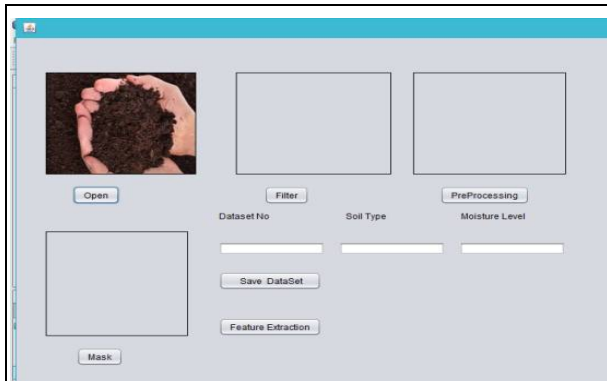 Open Filter PreProcessing
Dataset No Soil Type Moisture Level
Save DataSet
Feature Extraction
Mask